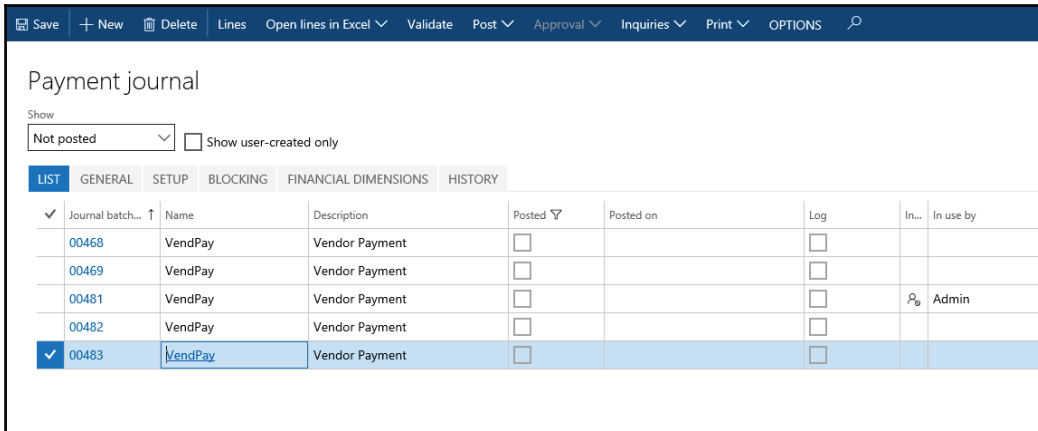 Save New Delete Lines Open lines in Excel Validate Post Approval Inquiries Print OPTIONS
Payment journal
Show
Not posted Show user-created only
LIST GENERAL SETUP BLOCKING FINANCIAL DIMENSIONS HISTORY
Journal batch... Name Description Posted Posted on Log In... In use by
00468 VendPay Vendor Payment
00469 VendPay Vendor Payment
00481 VendPay Vendor Payment Admin
00482 VendPay Vendor Payment
00483 VendPay Vendor Payment